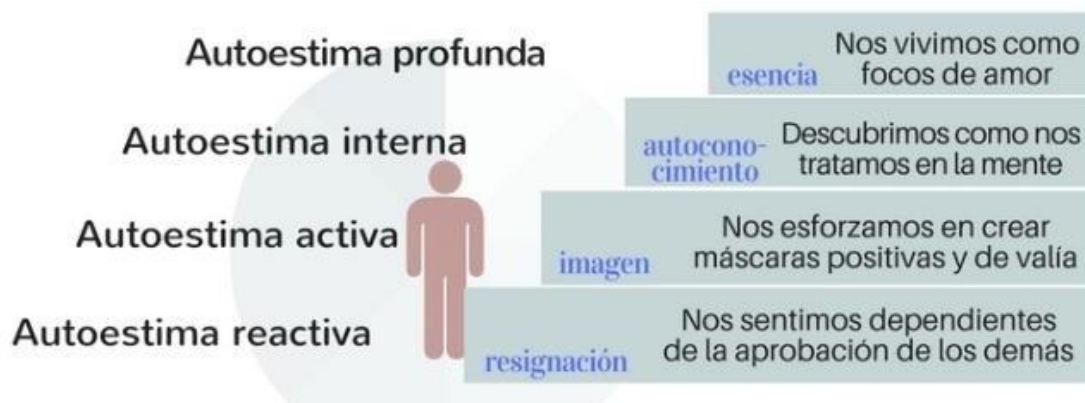 Autoestima profunda
esencia
Nos vivimos como
focos de amor
Autoestima interna
autocono-
cimiento
Descubrimos como nos
tratamos en la mente
Autoestima activa
imagen
Nos esforzamos en crear
máscaras positivas y de valía
Autoestima reactiva
resignación
Nos sentimos dependientes
de la aprobación de los demás